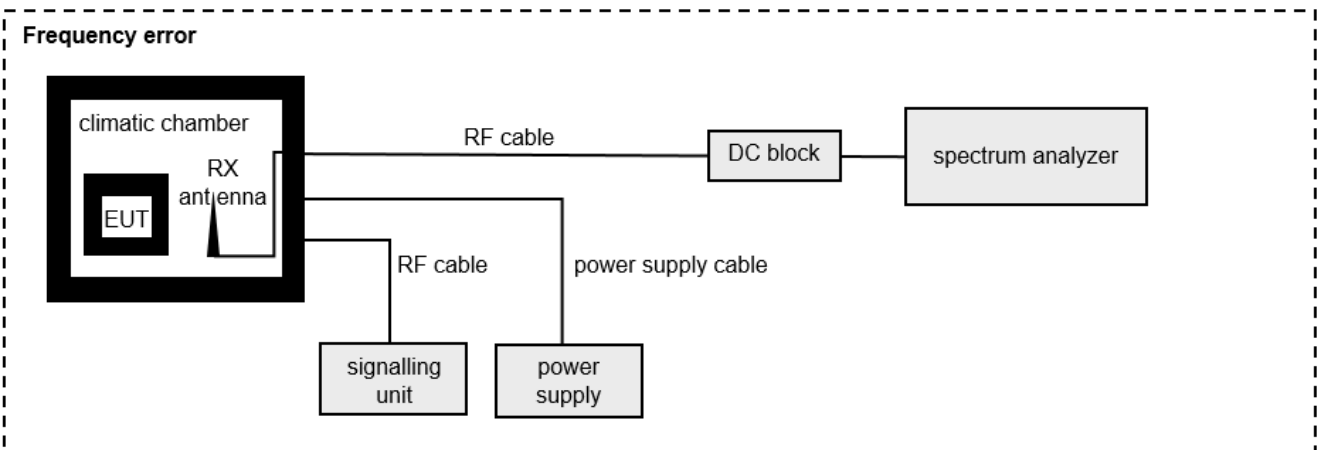 Frequency error
climatic chamber
RX
antenna
EUT
RF cable
DC block
spectrum analyzer
RF cable
power supply cable
signalling
unit
power
supply